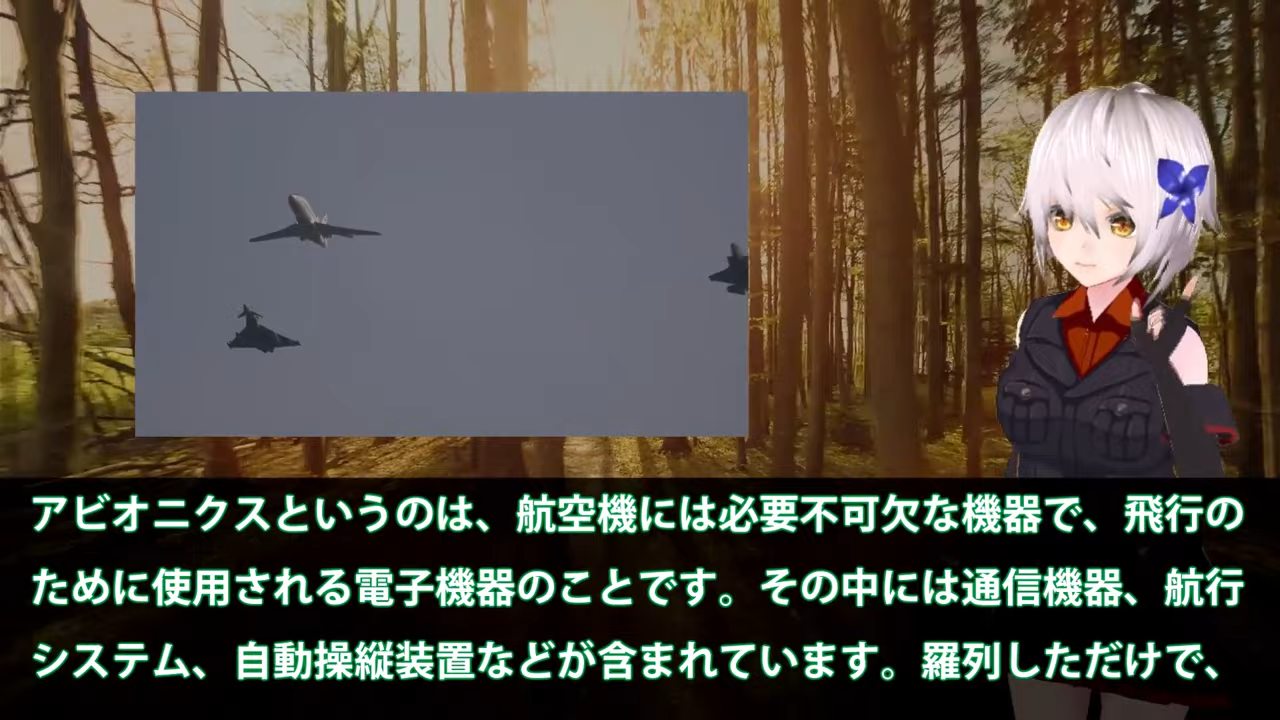 アビオニクスというのは、航空機には必要不可欠な機器で、飛行の
ために使用される電子機器のことです。その中には通信機器、航行
システム、自動操縦装置などが含まれています。羅列しただけで、